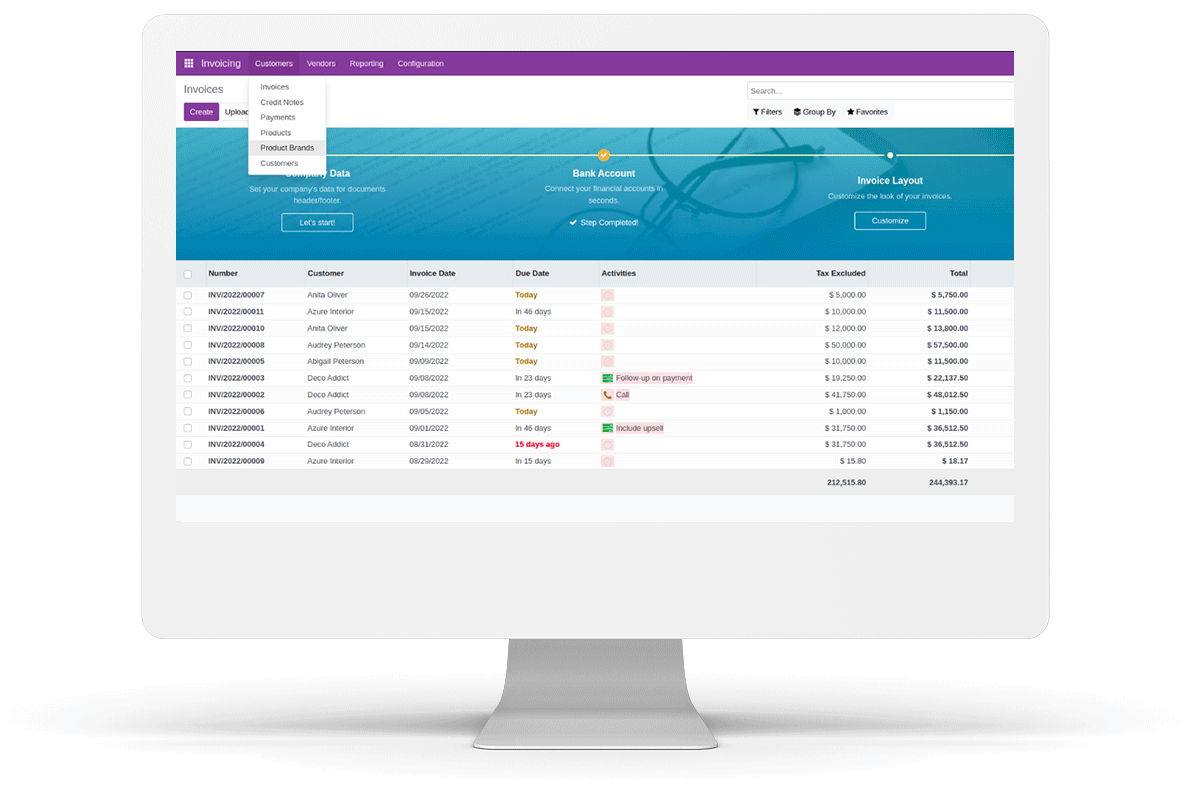 Invoicing Customers Vendors Reporting Configuration
Invoices
Search...
Create Upload
Filters Group By Favorites
Invoices
Credit Notes
Payments
Products
Product Brands
Customers
Company Data
Set your company's data for documents
header/footer.
Let's start!
Bank Account
Connect your financial accounts in
seconds.
Step Completed!
Invoice Layout
Customize the look of your invoices.
Customize
Number Customer Invoice Date Due Date Activities Tax Excluded Total
INV/2022/00007 Anita Oliver 09/26/2022 Today $ 5,000.00 $ 5,750.00
INV/2022/00011 Azure Interior 09/15/2022 In 46 days $ 10,000.00 $ 11,500.00
INV/2022/00010 Anita Oliver 09/15/2022 Today $ 12,000.00 $ 13,800.00
INV/2022/00008 Audrey Peterson 09/14/2022 Today $ 50,000.00 $ 57,500.00
INV/2022/00005 Abigail Peterson 09/09/2022 Today $ 10,000.00 $ 11,500.00
INV/2022/00003 Deco Addict 09/08/2022 In 23 days Follow-up on payment $ 19,250.00 $ 22,137.50
INV/2022/00002 Deco Addict 09/08/2022 In 23 days Call $ 41,750.00 $ 48,012.50
INV/2022/00006 Audrey Peterson 09/05/2022 Today $ 1,000.00 $ 1,150.00
INV/2022/00001 Azure Interior 09/01/2022 In 46 days Include upsell $ 31,750.00 $ 36,512.50
INV/2022/00004 Deco Addict 08/31/2022 15 days ago $ 31,750.00 $ 36,512.50
INV/2022/00009 Azure Interior 08/29/2022 In 15 days $ 15.80 $ 18.17
212,515.80 244,393.17